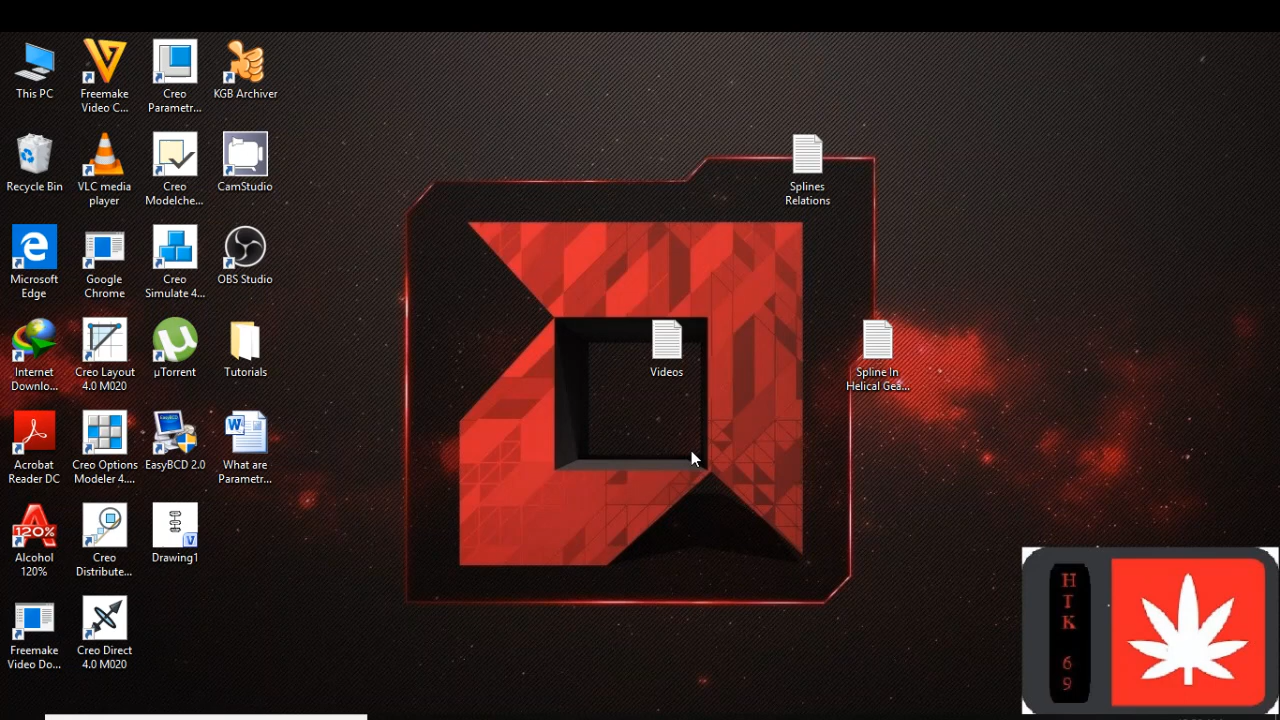 This PC
Freemake
Video C...
Creo
Parametr...
KGB Archiver
Recycle Bin
VLC media
player
Creo
Modelche...
CamStudio
Splines
Relations
Microsoft
Edge
Google
Chrome
Creo
Simulate 4...
OBS Studio
Internet
Downlo...
Creo Layout
4.0 M020
µTorrent
Tutorials
Videos
Spline In
Helical Gea...
Acrobat
Reader DC
Creo Options
Modeler 4....
EasyBCD 2.0
What are
Parametr...
120%
Alcohol
120%
Creo
Distribute...
Drawing1
Freemake
Video Do...
Creo Direct
4.0 M020
H
T
K
6
9